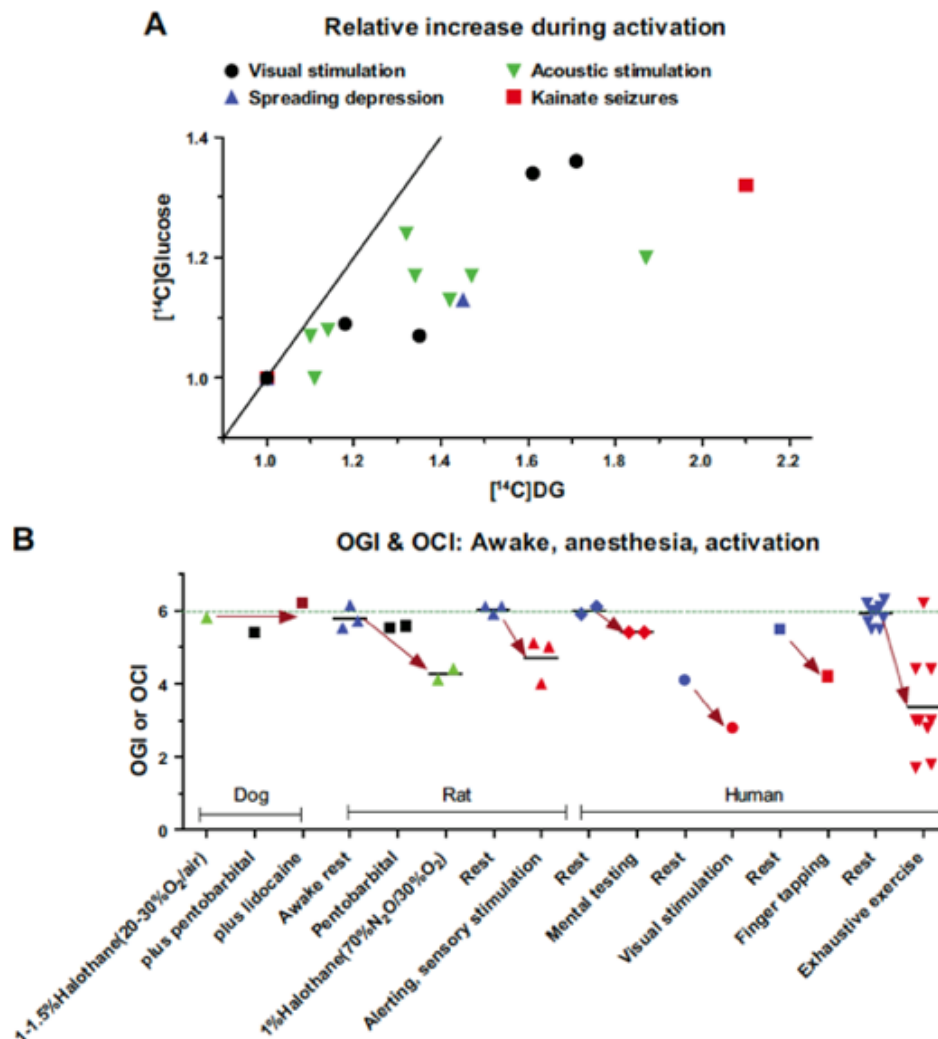 A
Relative increase during activation
Visual stimulation
Acoustic stimulation
Spreading depression
Kainate seizures
1.4
1.2
1.0
[¹⁴C]Glucose
1.0
1.2
1.4
1.6
1.8
2.0
2.2
[¹⁴C]DG
B
OGI & OCI: Awake, anesthesia, activation
6
4
2
0
OGI or OCI
Dog
Rat
Human
1-1.5%Halothane(20-30%O₂/air)
plus pentobarbital
plus lidocaine
Awake rest
Pentobarbital
1%Halothane(70%N₂O/30%O₂)
Rest
Alerting, sensory stimulation
Rest
Mental testing
Rest
Visual stimulation
Rest
Finger tapping
Rest
Exhaustive exercise